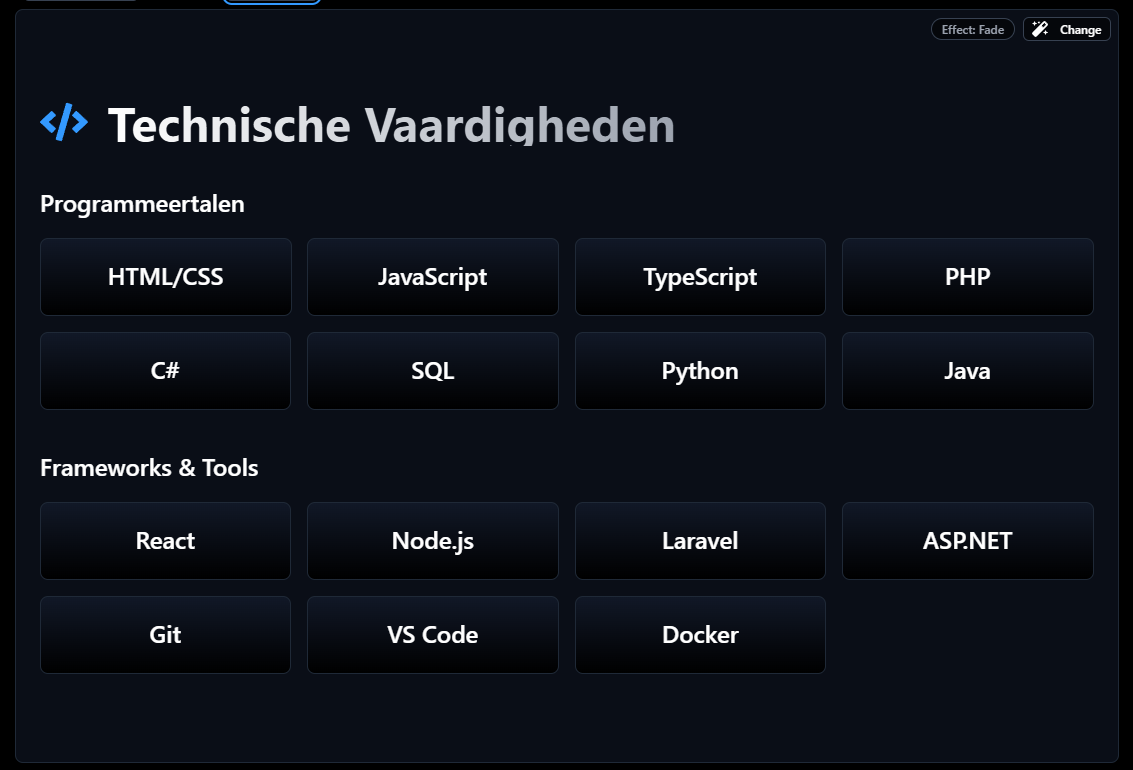 Effect: Fade
Change
</> Technische Vaardigheden
Programmeertalen
HTML/CSS
JavaScript
TypeScript
PHP
C#
SQL
Python
Java
Frameworks & Tools
React
Node.js
Laravel
ASP.NET
Git
VS Code
Docker